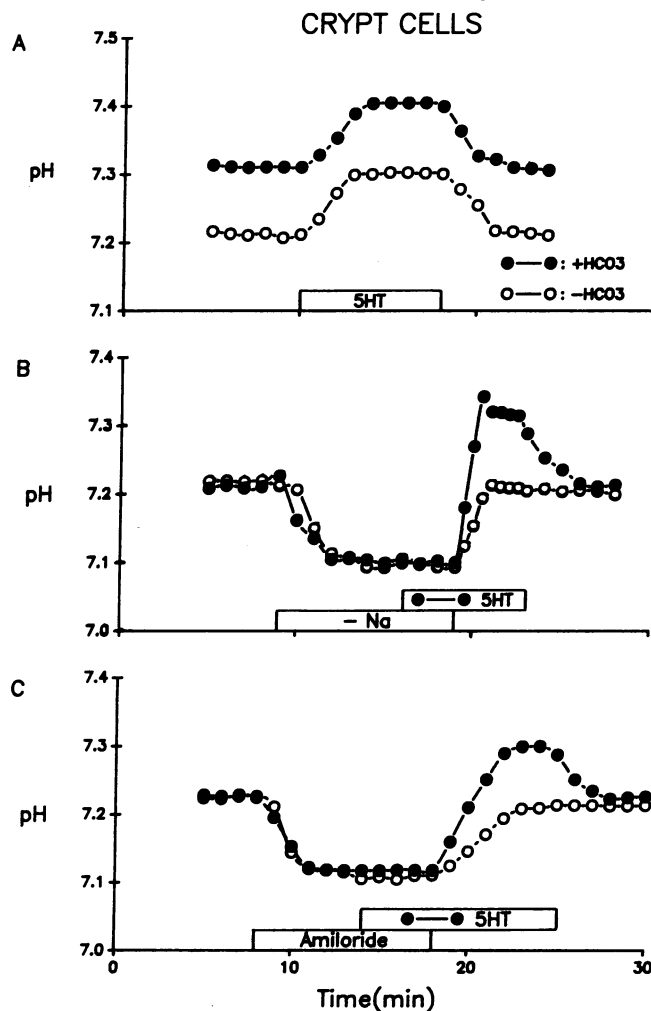 CRYPT CELLS
A
7.5
7.4
pH
7.3
7.2
7.1
: +HCO3
: -HCO3
5HT
B
7.4
7.3
pH
7.2
7.1
7.0
5HT
- Na
C
7.4
7.3
pH
7.2
7.1
7.0
5HT
Amiloride
0 10 20 30
Time(min)